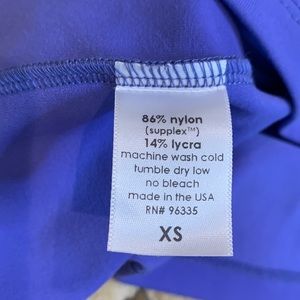 86% nylon
(supplex™)
14% lycra
machine wash cold
tumble dry low
no bleach
made in the USA
RN# 96335
XS